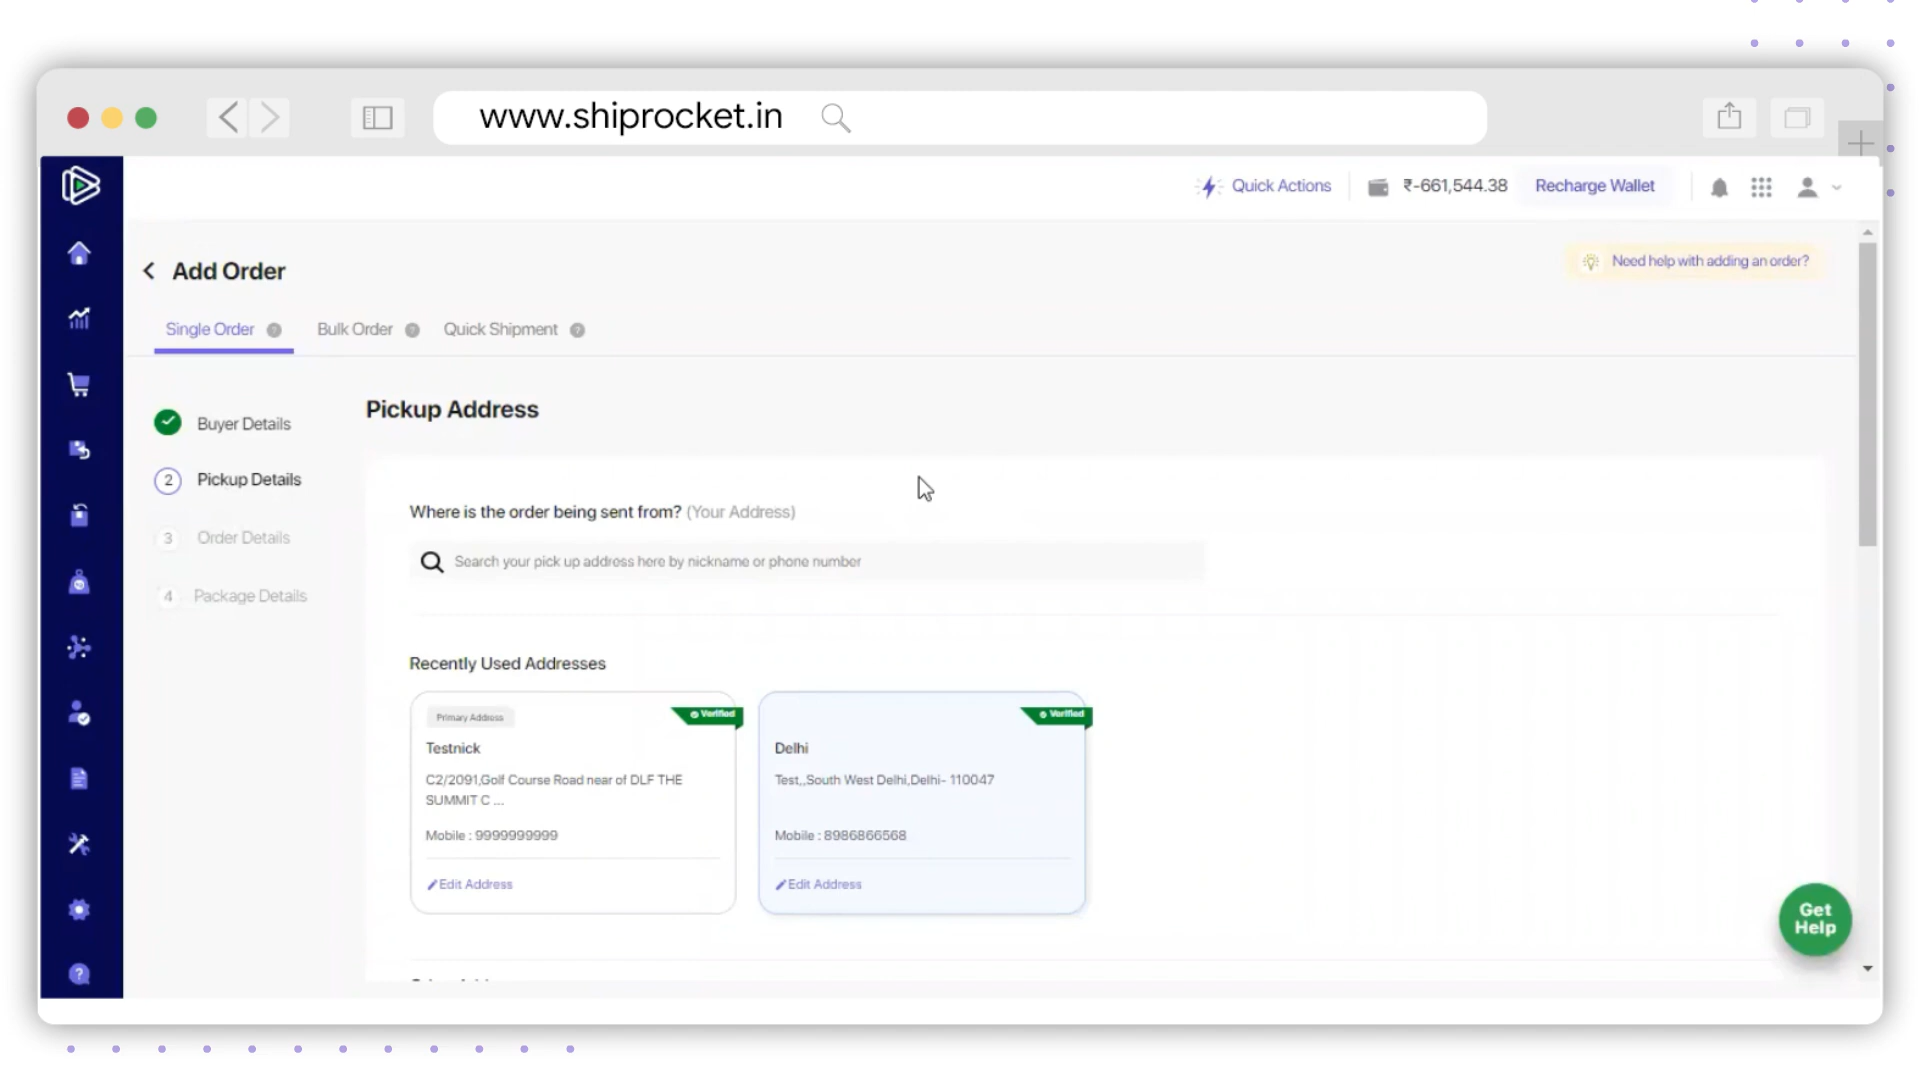 www.shiprocket.in
Quick Actions
₹-661,544.38
Recharge Wallet
Add Order
Need help with adding an order?
Single Order ?
Bulk Order ?
Quick Shipment ?
Buyer Details
2 Pickup Details
3 Order Details
4 Package Details
Pickup Address
Where is the order being sent from? (Your Address)
Search your pick up address here by nickname or phone number
Recently Used Addresses
Primary Address
Verified
Testnick
C2/2091,Golf Course Road near of DLF THE
SUMMIT C ...
Mobile : 9999999999
Edit Address
Verified
Delhi
Test,,South West Delhi,Delhi- 110047
Mobile : 8986866568
Edit Address
Get
Help